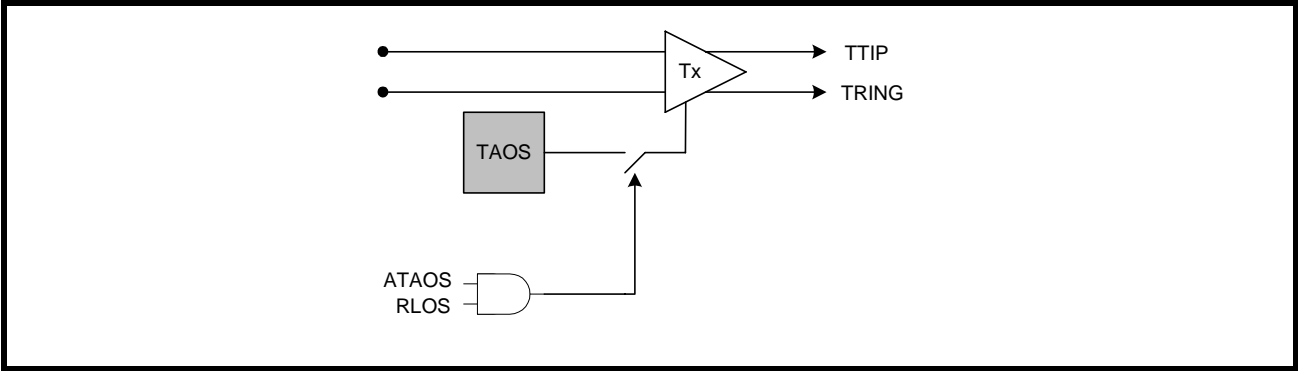 TTIP
Tx
TRING
TAOS
ATAOS
RLOS